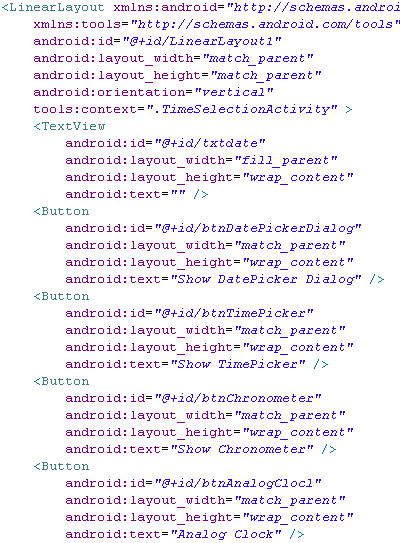 <LinearLayout xmlns:android="http://schemas.androi
    xmlns:tools="http://schemas.android.com/tools"
    android:id="@+id/LinearLayout1"
    android:layout_width="match_parent"
    android:layout_height="match_parent"
    android:orientation="vertical"
    tools:context=".TimeSelectionActivity" >
    <TextView
        android:id="@+id/txtdate"
        android:layout_width="fill_parent"
        android:layout_height="wrap_content"
        android:text="" />
    <Button
        android:id="@+id/btnDatePickerDialog"
        android:layout_width="match_parent"
        android:layout_height="wrap_content"
        android:text="Show DatePicker Dialog" />
    <Button
        android:id="@+id/btnTimePicker"
        android:layout_width="match_parent"
        android:layout_height="wrap_content"
        android:text="Show TimePicker" />
    <Button
        android:id="@+id/btnChronometer"
        android:layout_width="match_parent"
        android:layout_height="wrap_content"
        android:text="Show Chronometer" />
    <Button
        android:id="@+id/btnAnalogClocl"
        android:layout_width="match_parent"
        android:layout_height="wrap_content"
        android:text="Analog Clock" />